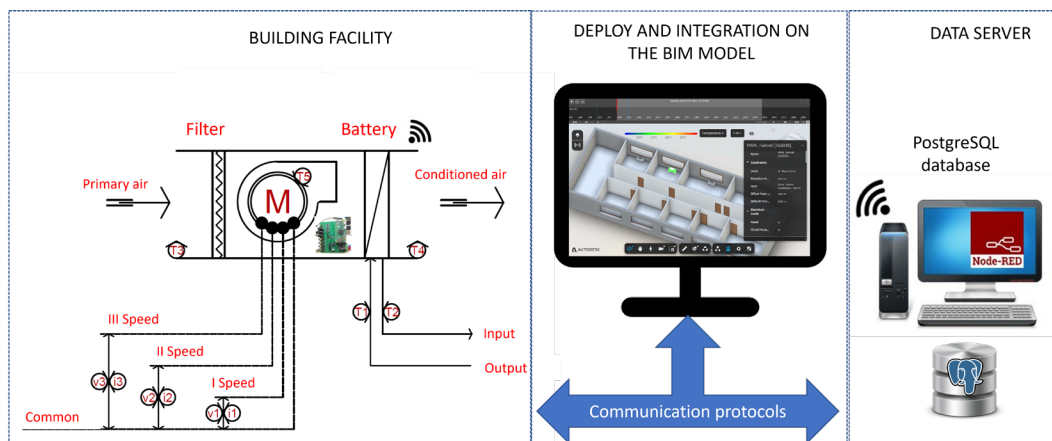 BUILDING FACILITY
DEPLOY AND INTEGRATION ON
THE BIM MODEL
DATA SERVER
Filter
Battery
Primary air
Conditioned air
T5
M
T3
T4
T1
T2
III Speed
II Speed
I Speed
Input
Output
v3
i3
v2
i2
v1
i1
Common
AUTODESK
Communication protocols
PostgreSQL
database
Node-RED